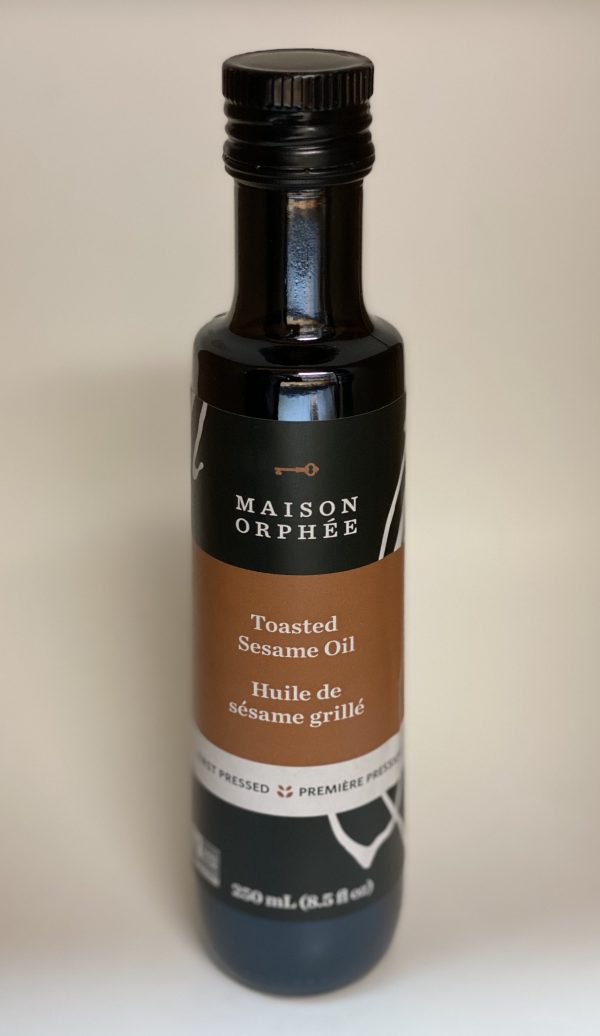 MAISON
ORPHÉE
Toasted
Sesame Oil
Huile de
sésame grillé
PRESSED PREMIÈRE
250 mL (8.5 fl oz)